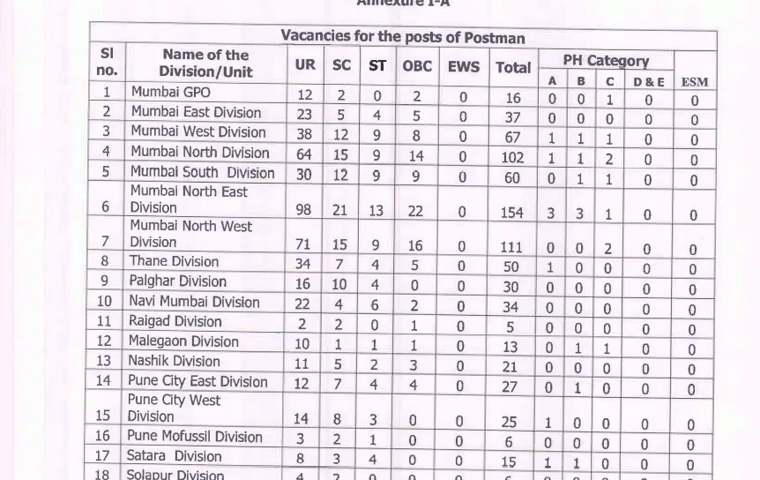 Annexure I-A
Vacancies for the posts of Postman
Sl no. Name of the Division/Unit UR SC ST OBC EWS Total PH Category ESM
A B C D & E
1 Mumbai GPO 12 2 0 2 0 16 0 0 1 0 0
2 Mumbai East Division 23 5 4 5 0 37 0 0 0 0 0
3 Mumbai West Division 38 12 9 8 0 67 1 1 1 0 0
4 Mumbai North Division 64 15 9 14 0 102 1 1 2 0 0
5 Mumbai South Division 30 12 9 9 0 60 0 1 1 0 0
6 Mumbai North East Division 98 21 13 22 0 154 3 3 1 0 0
7 Mumbai North West Division 71 15 9 16 0 111 0 0 2 0 0
8 Thane Division 34 7 4 5 0 50 1 0 0 0 0
9 Palghar Division 16 10 4 0 0 30 0 0 0 0 0
10 Navi Mumbai Division 22 4 6 2 0 34 0 0 0 0 0
11 Raigad Division 2 2 0 1 0 5 0 0 0 0 0
12 Malegaon Division 10 1 1 1 0 13 0 1 1 0 0
13 Nashik Division 11 5 2 3 0 21 0 0 0 0 0
14 Pune City East Division 12 7 4 4 0 27 0 1 0 0 0
15 Pune City West Division 14 8 3 0 0 25 1 0 0 0 0
16 Pune Mofussil Division 3 2 1 0 0 6 0 0 0 0 0
17 Satara Division 8 3 4 0 0 15 1 1 0 0 0
18 Solapur Division 4 2 0 0 0 6